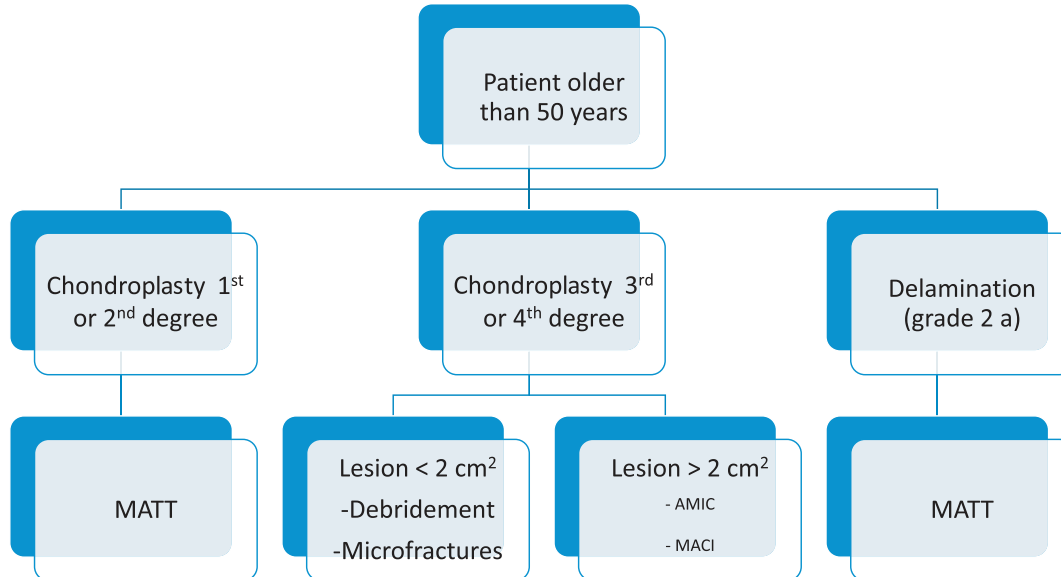 Patient older
than 50 years
Chondroplasty 1st
or 2nd degree
Chondroplasty 3rd
or 4th degree
Delamination
(grade 2 a)
MATT
Lesion < 2 cm2
-Debridement
-Microfractures
Lesion > 2 cm2
- AMIC
- MACI
MATT